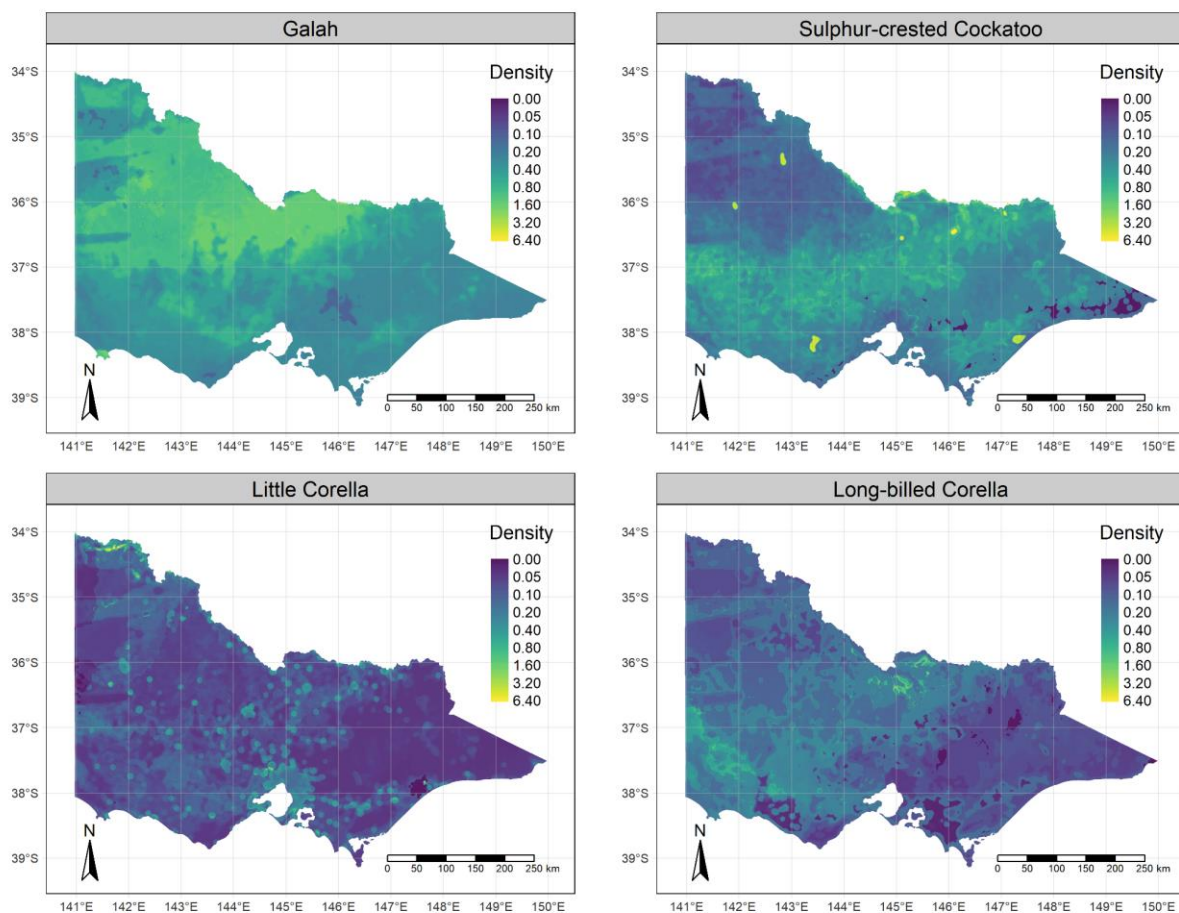 Galah
Density
0.00
0.05
0.10
0.20
0.40
0.80
1.60
3.20
6.40
34°S
35°S
36°S
37°S
38°S
39°S
N
0 50 100 150 200 250 km
141°E 142°E 143°E 144°E 145°E 146°E 147°E 148°E 149°E 150°E
Sulphur-crested Cockatoo
Density
0.00
0.05
0.10
0.20
0.40
0.80
1.60
3.20
6.40
34°S
35°S
36°S
37°S
38°S
39°S
N
0 50 100 150 200 250 km
141°E 142°E 143°E 144°E 145°E 146°E 147°E 148°E 149°E 150°E
Little Corella
Density
0.00
0.05
0.10
0.20
0.40
0.80
1.60
3.20
6.40
34°S
35°S
36°S
37°S
38°S
39°S
N
0 50 100 150 200 250 km
141°E 142°E 143°E 144°E 145°E 146°E 147°E 148°E 149°E 150°E
Long-billed Corella
Density
0.00
0.05
0.10
0.20
0.40
0.80
1.60
3.20
6.40
34°S
35°S
36°S
37°S
38°S
39°S
N
0 50 100 150 200 250 km
141°E 142°E 143°E 144°E 145°E 146°E 147°E 148°E 149°E 150°E